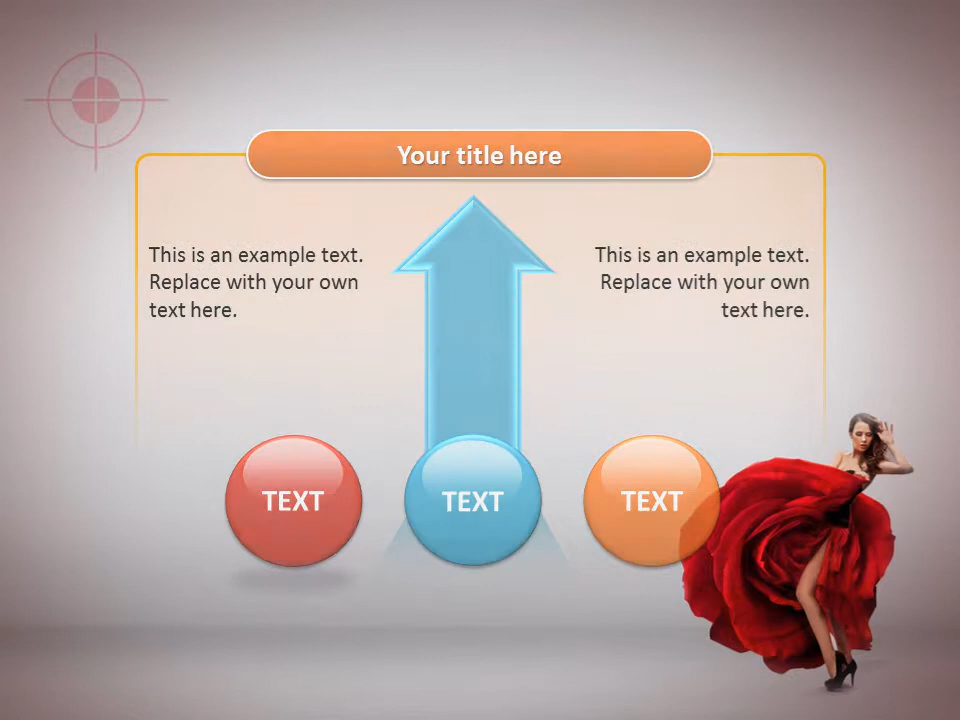 Your title here
This is an example text.
Replace with your own
text here.
This is an example text.
Replace with your own
text here.
TEXT
TEXT
TEXT